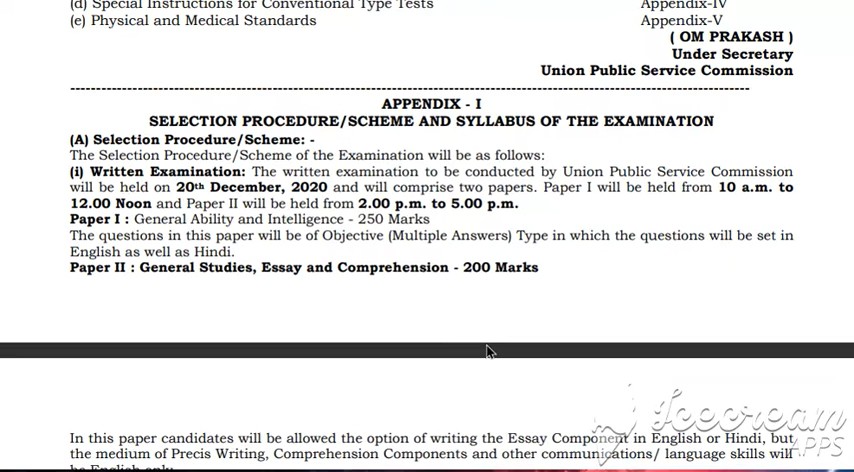 (d) Special Instructions for Conventional Type Tests Appendix-IV
(e) Physical and Medical Standards Appendix-V
( OM PRAKASH )
Under Secretary
Union Public Service Commission
APPENDIX - I
SELECTION PROCEDURE/SCHEME AND SYLLABUS OF THE EXAMINATION
(A) Selection Procedure/Scheme: -
The Selection Procedure/Scheme of the Examination will be as follows:
(i) Written Examination: The written examination to be conducted by Union Public Service Commission
will be held on 20th December, 2020 and will comprise two papers. Paper I will be held from 10 a.m. to
12.00 Noon and Paper II will be held from 2.00 p.m. to 5.00 p.m.
Paper I : General Ability and Intelligence - 250 Marks
The questions in this paper will be of Objective (Multiple Answers) Type in which the questions will be set in
English as well as Hindi.
Paper II : General Studies, Essay and Comprehension - 200 Marks
In this paper candidates will be allowed the option of writing the Essay Component in English or Hindi, but
the medium of Precis Writing, Comprehension Components and other communications/ language skills will
be English only.
Icecream
APPS